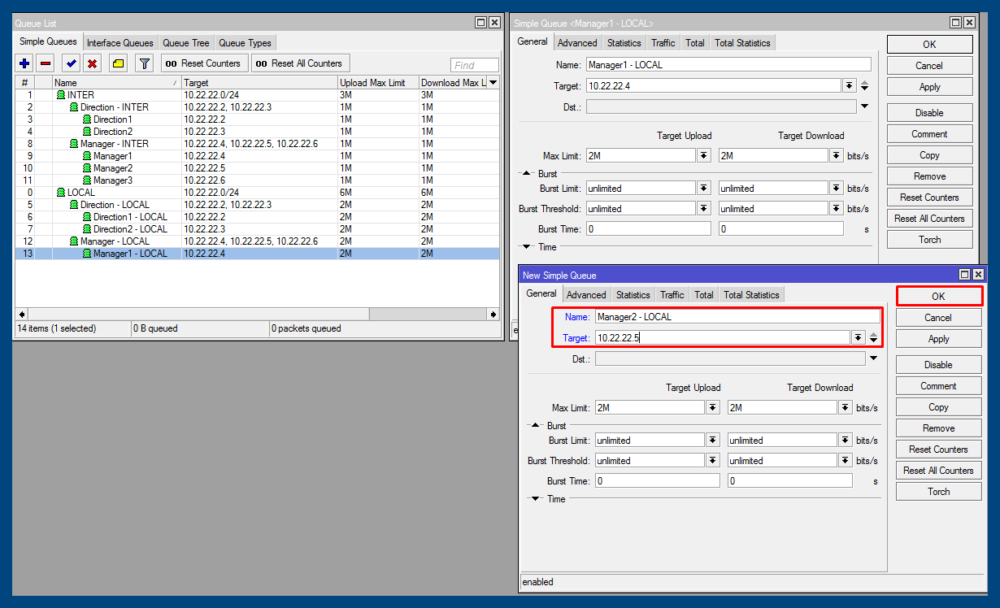 Queue List
Simple Queues Interface Queues Queue Tree Queue Types
00 Reset Counters 00 Reset All Counters Find
# Name / Target Upload Max Limit Download Max L
1 INTER 10.22.22.0/24 3M 3M
2 Direction - INTER 10.22.22.2, 10.22.22.3 1M 1M
3 Direction1 10.22.22.2 1M 1M
4 Direction2 10.22.22.3 1M 1M
8 Manager - INTER 10.22.22.4, 10.22.22.5, 10.22.22.6 1M 1M
9 Manager1 10.22.22.4 1M 1M
10 Manager2 10.22.22.5 1M 1M
11 Manager3 10.22.22.6 1M 1M
0 LOCAL 10.22.22.0/24 6M 6M
5 Direction - LOCAL 10.22.22.2, 10.22.22.3 2M 2M
6 Direction1 - LOCAL 10.22.22.2 2M 2M
7 Direction2 - LOCAL 10.22.22.3 2M 2M
12 Manager - LOCAL 10.22.22.4, 10.22.22.5, 10.22.22.6 2M 2M
13 Manager1 - LOCAL 10.22.22.4 2M 2M
14 items (1 selected) 0 B queued 0 packets queued
Simple Queue <Manager1 - LOCAL>
General Advanced Statistics Traffic Total Total Statistics
Name: Manager1 - LOCAL
Target: 10.22.22.4
Dst.:
Target Upload Target Download
Max Limit: 2M 2M bits/s
Burst
Burst Limit: unlimited unlimited bits/s
Burst Threshold: unlimited unlimited bits/s
Burst Time: 0 0 s
Time
OK
Cancel
Apply
Disable
Comment
Copy
Remove
Reset Counters
Reset All Counters
Torch
e
New Simple Queue
General Advanced Statistics Traffic Total Total Statistics
Name: Manager2 - LOCAL
Target: 10.22.22.5
Dst.:
Target Upload Target Download
Max Limit: 2M 2M bits/s
Burst
Burst Limit: unlimited unlimited bits/s
Burst Threshold: unlimited unlimited bits/s
Burst Time: 0 0 s
Time
OK
Cancel
Apply
Disable
Comment
Copy
Remove
Reset Counters
Reset All Counters
Torch
enabled